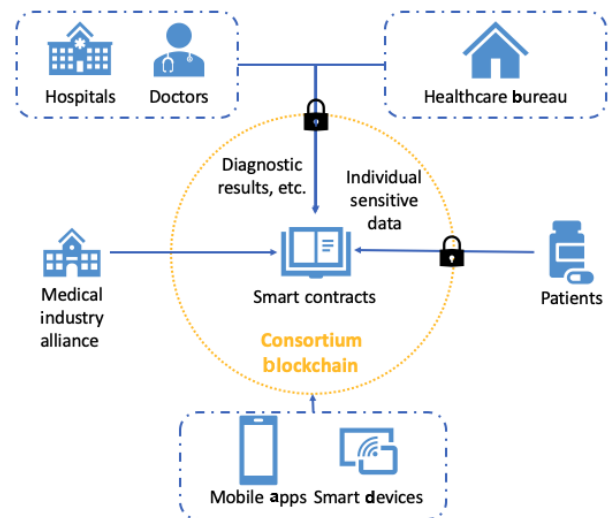 Hospitals
Doctors
Healthcare bureau
Diagnostic
results, etc.
Individual
sensitive
data
Medical
industry
alliance
Smart contracts
Patients
Consortium
blockchain
Mobile apps
Smart devices